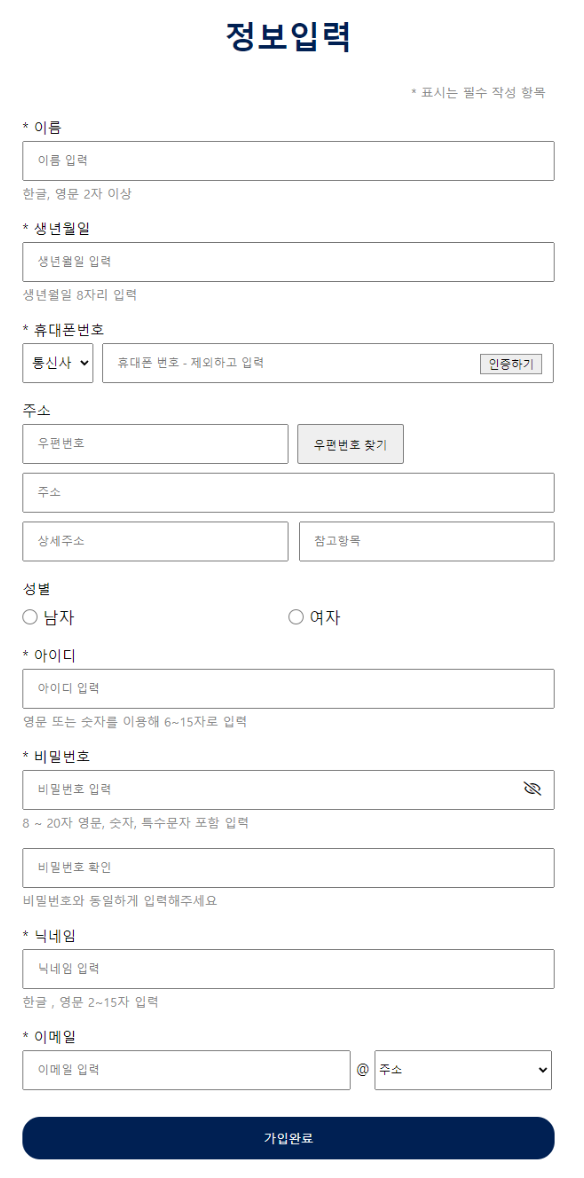 정보입력
* 표시는 필수 작성 항목
* 이름
이름 입력
한글, 영문 2자 이상
* 생년월일
생년월일 입력
생년월일 8자리 입력
* 휴대폰번호
통신사 휴대폰 번호 - 제외하고 입력 인증하기
주소
우편번호 우편번호 찾기
주소
상세주소 참고항목
성별
남자 여자
* 아이디
아이디 입력
영문 또는 숫자를 이용해 6~15자로 입력
* 비밀번호
비밀번호 입력
8 ~ 20자 영문, 숫자, 특수문자 포함 입력
비밀번호 확인
비밀번호와 동일하게 입력해주세요
* 닉네임
닉네임 입력
한글 , 영문 2~15자 입력
* 이메일
이메일 입력 @ 주소
가입완료